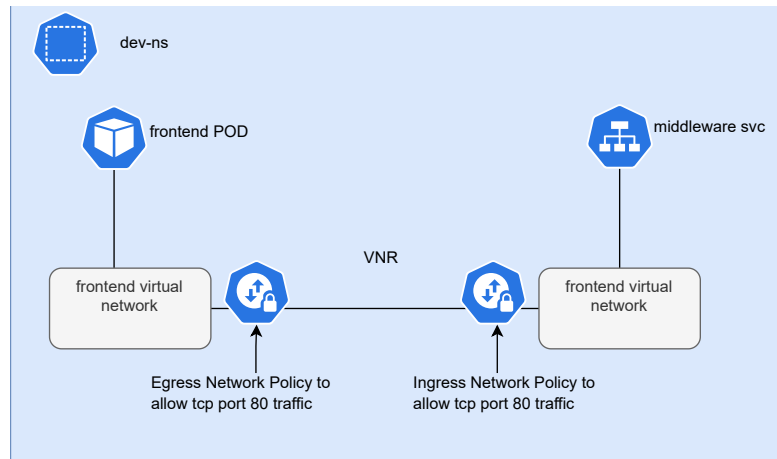 dev-ns
frontend POD
middleware svc
VNR
frontend virtual
network
frontend virtual
network
Egress Network Policy to
allow tcp port 80 traffic
Ingress Network Policy to
allow tcp port 80 traffic